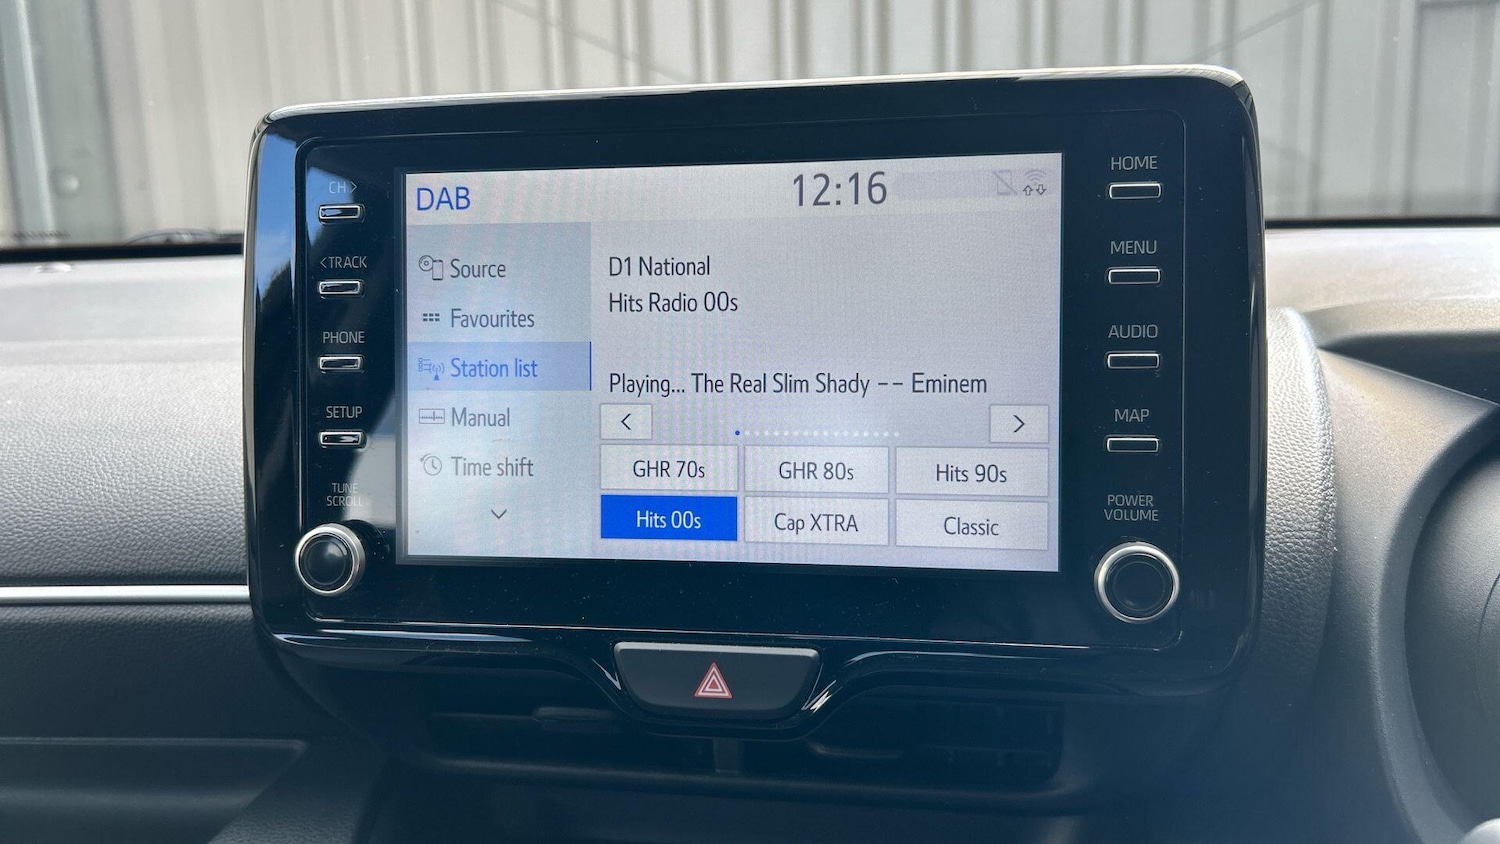 CH>
<TRACK
PHONE
SETUP
TUNE
SCROLL
DAB
12:16
Source
Favourites
Station list
Manual
Time shift
D1 National
Hits Radio 00s
Playing... The Real Slim Shady -- Eminem
<
>
GHR 70s
GHR 80s
Hits 90s
Hits 00s
Cap XTRA
Classic
HOME
MENU
AUDIO
MAP
POWER
VOLUME